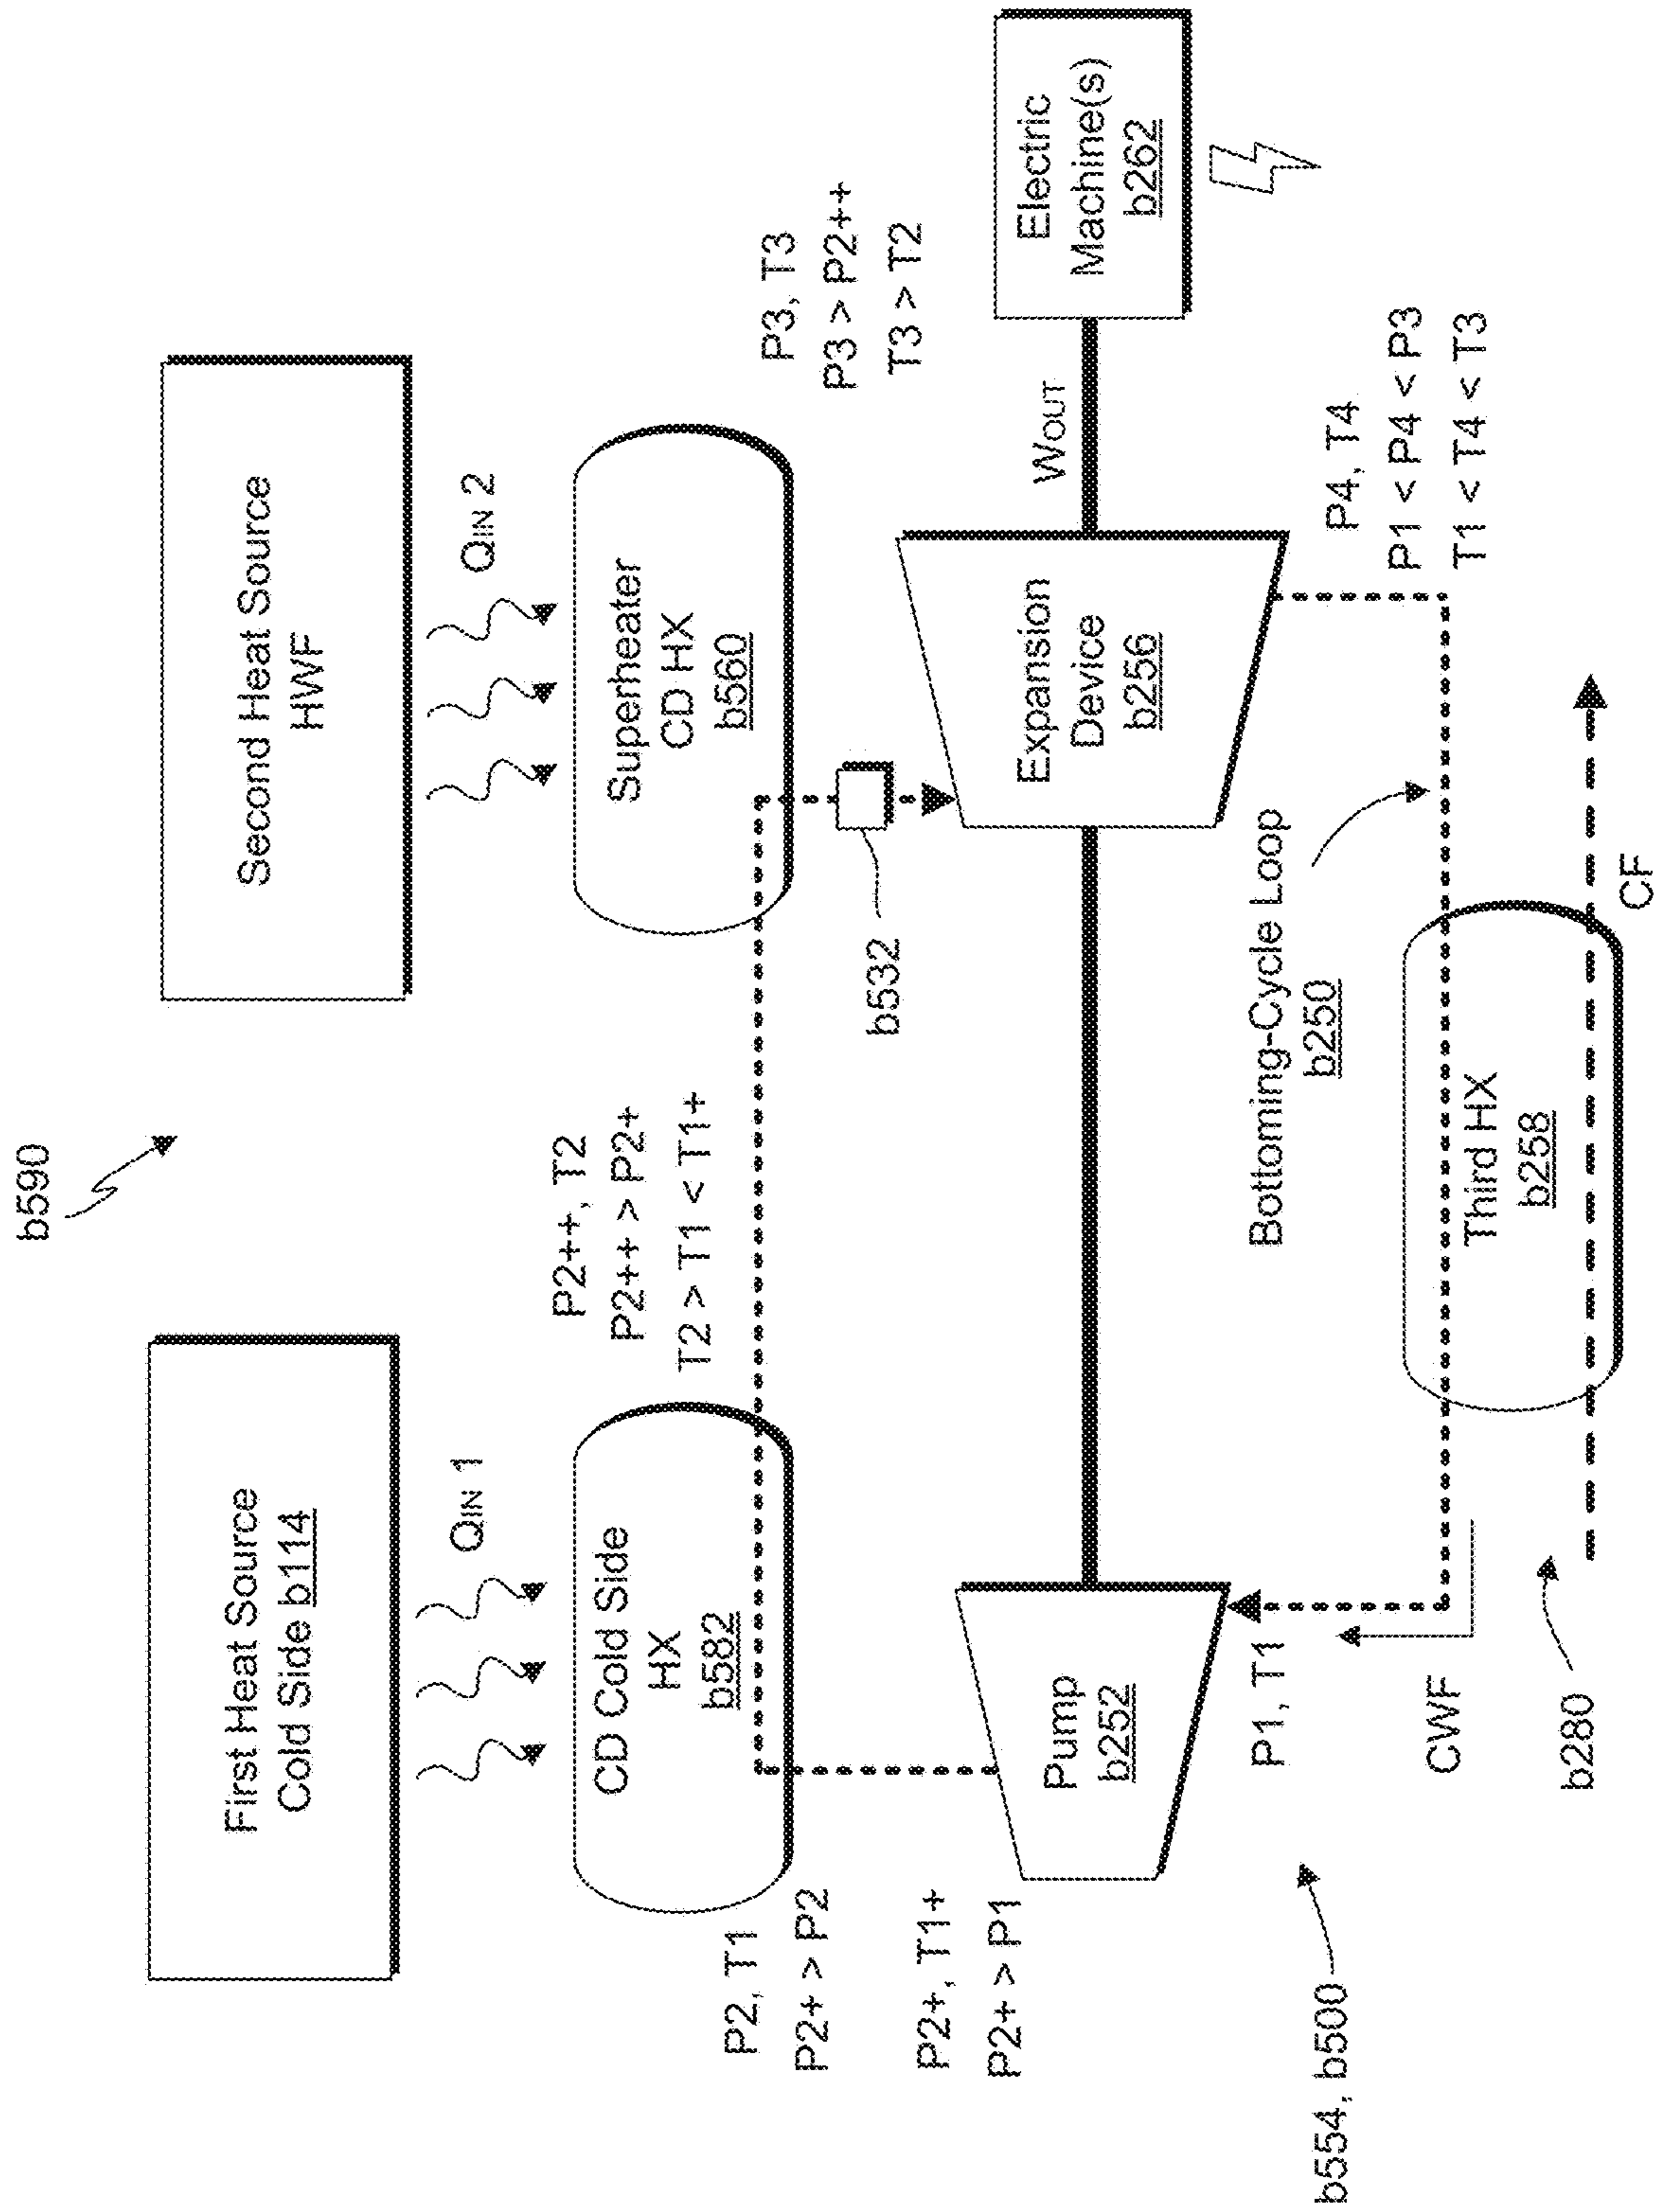 b590
First Heat Source
Cold Side b114
Second Heat Source
HWF
QIN 1
QIN 2
CD Cold Side
HX
b582
P2++, T2
P2++ > P2+
T2 > T1 < T1+
Superheater
CD HX
b560
P3, T3
P3 > P2++
T3 > T2
P2, T1
P2+ > P2
b532
P2+, T1+
P2+ > P1
Pump
b252
Expansion
Device
b256
WOUT
Electric
Machine(s)
b262
P1, T1
Bottoming-Cycle Loop
b250
P4, T4
P1 < P4 < P3
T1 < T4 < T3
b554, b500
CWF
Third HX
b258
b280
CF